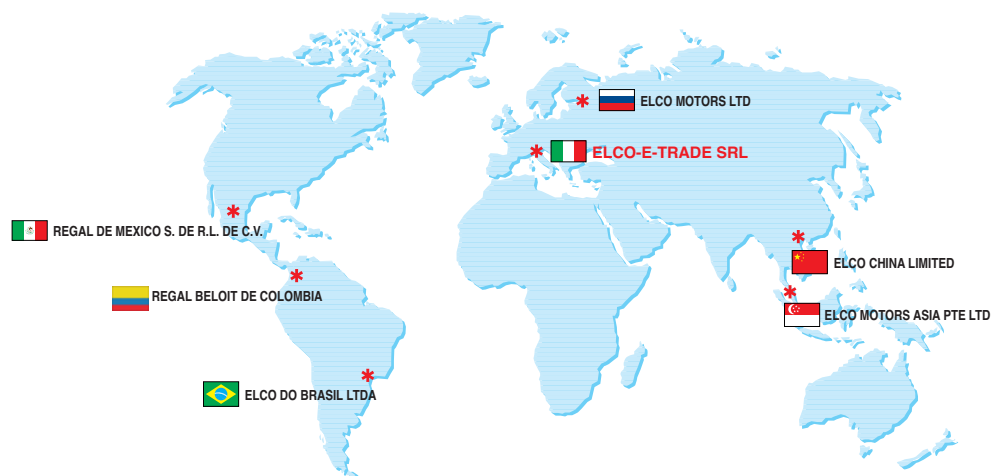 ELCO MOTORS LTD
ELCO-E-TRADE SRL
REGAL DE MEXICO S. DE R.L. DE C.V.
ELCO CHINA LIMITED
REGAL BELOIT DE COLOMBIA
ELCO MOTORS ASIA PTE LTD
ELCO DO BRASIL LTDA